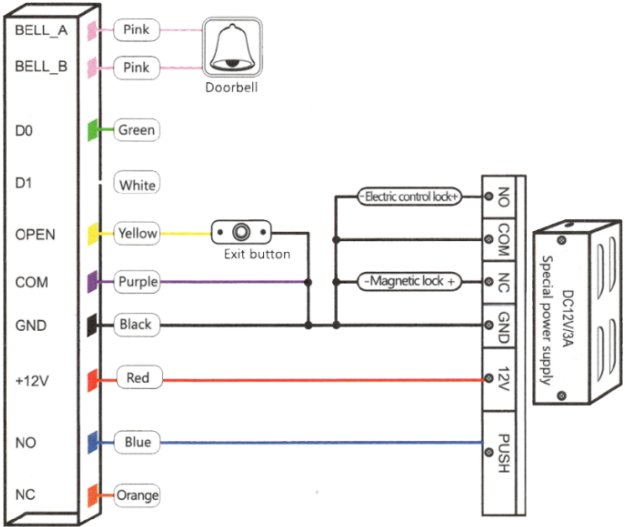 BELL_A Pink
BELL_B Pink
Doorbell
D0 Green
D1 White
OPEN Yellow
Exit button
COM Purple
GND Black
+12V Red
NO Blue
NC Orange
-Electric control lock+ NO
COM
-Magnetic lock + NC
GND
12V
PUSH
DC12V/3A
Special power supply